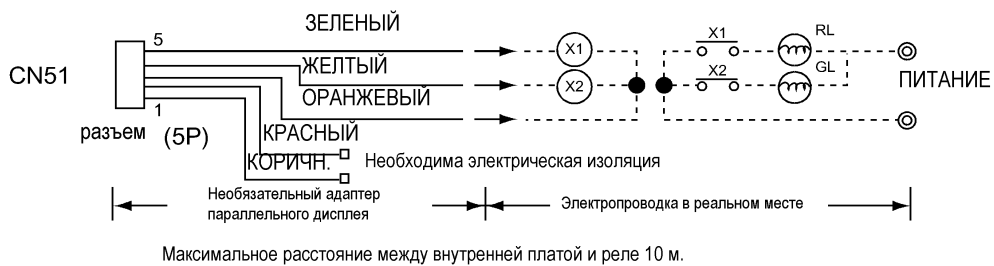 ЗЕЛЕНЫЙ
5
X1
X1
RL
CN51
ЖЕЛТЫЙ
X2
X2
GL
ПИТАНИЕ
ОРАНЖЕВЫЙ
1
разъем (5P)
КРАСНЫЙ
КОРИЧН.
Необходима электрическая изоляция
Необязательный адаптер
параллельного дисплея
Электропроводка в реальном месте
Максимальное расстояние между внутренней платой и реле 10 м.